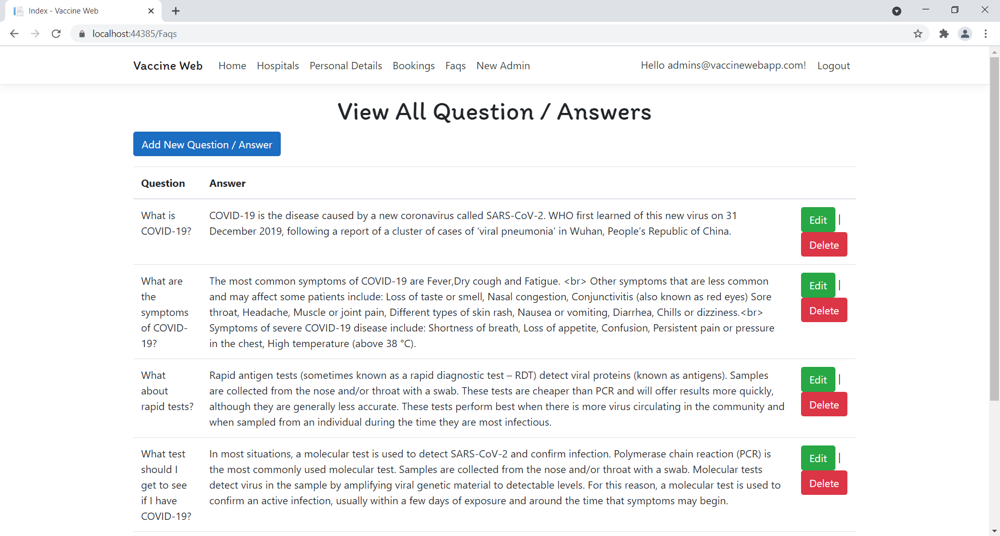 Index - Vaccine Web
localhost:44385/Faqs
Vaccine Web Home Hospitals Personal Details Bookings Faqs New Admin Hello admins@vaccinewebapp.com! Logout
View All Question / Answers
Add New Question / Answer
Question Answer
What is
COVID-19?
COVID-19 is the disease caused by a new coronavirus called SARS-CoV-2. WHO first learned of this new virus on 31
December 2019, following a report of a cluster of cases of ‘viral pneumonia’ in Wuhan, People’s Republic of China.
Edit |
Delete
What are
the
symptoms
of COVID-
19?
The most common symptoms of COVID-19 are Fever,Dry cough and Fatigue. <br> Other symptoms that are less common
and may affect some patients include: Loss of taste or smell, Nasal congestion, Conjunctivitis (also known as red eyes) Sore
throat, Headache, Muscle or joint pain, Different types of skin rash, Nausea or vomiting, Diarrhea, Chills or dizziness.<br>
Symptoms of severe COVID-19 disease include: Shortness of breath, Loss of appetite, Confusion, Persistent pain or pressure
in the chest, High temperature (above 38 °C).
Edit |
Delete
What
about
rapid tests?
Rapid antigen tests (sometimes known as a rapid diagnostic test – RDT) detect viral proteins (known as antigens). Samples
are collected from the nose and/or throat with a swab. These tests are cheaper than PCR and will offer results more quickly,
although they are generally less accurate. These tests perform best when there is more virus circulating in the community and
when sampled from an individual during the time they are most infectious.
Edit |
Delete
What test
should I
get to see
if I have
COVID-19?
In most situations, a molecular test is used to detect SARS-CoV-2 and confirm infection. Polymerase chain reaction (PCR) is
the most commonly used molecular test. Samples are collected from the nose and/or throat with a swab. Molecular tests
detect virus in the sample by amplifying viral genetic material to detectable levels. For this reason, a molecular test is used to
confirm an active infection, usually within a few days of exposure and around the time that symptoms may begin.
Edit |
Delete